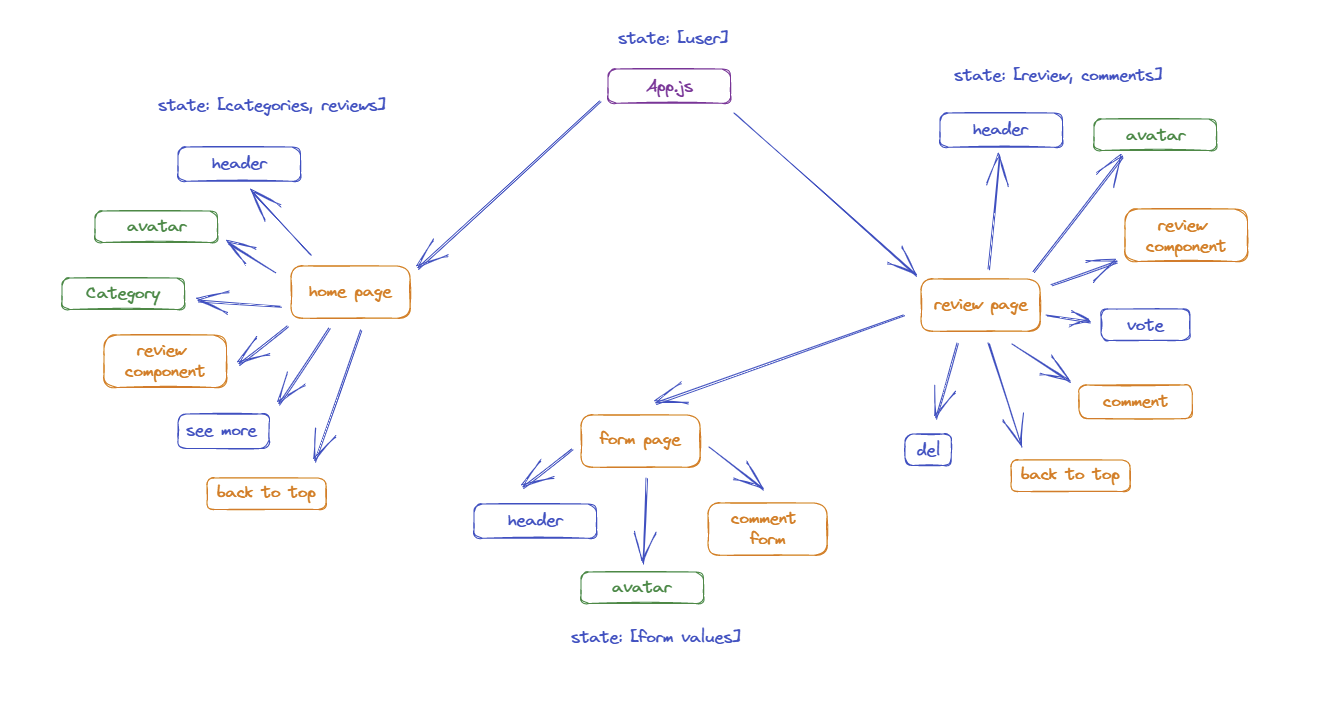 state: [user]
App.js
state: [categories, reviews]
header
avatar
Category
review
component
see more
back to top
home page
state: [review, comments]
header
avatar
review
component
vote
comment
back to top
del
review page
form page
header
avatar
comment
form
state: [form values]